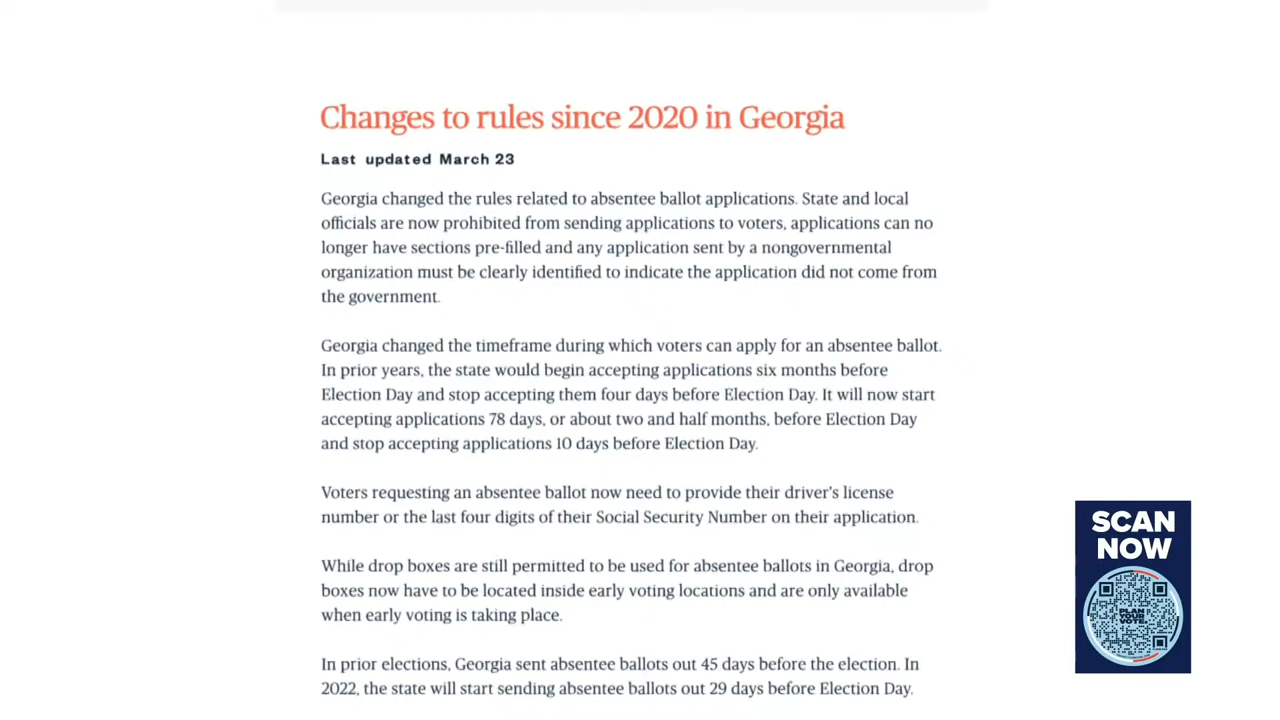 Changes to rules since 2020 in Georgia
Last updated March 23
Georgia changed the rules related to absentee ballot applications. State and local
officials are now prohibited from sending applications to voters, applications can no
longer have sections pre-filled and any application sent by a nongovernmental
organization must be clearly identified to indicate the application did not come from
the government.
Georgia changed the timeframe during which voters can apply for an absentee ballot.
In prior years, the state would begin accepting applications six months before
Election Day and stop accepting them four days before Election Day. It will now start
accepting applications 78 days, or about two and half months, before Election Day
and stop accepting applications 10 days before Election Day.
Voters requesting an absentee ballot now need to provide their driver's license
number or the last four digits of their Social Security Number on their application.
While drop boxes are still permitted to be used for absentee ballots in Georgia, drop
boxes now have to be located inside early voting locations and are only available
when early voting is taking place.
In prior elections, Georgia sent absentee ballots out 45 days before the election. In
2022, the state will start sending absentee ballots out 29 days before Election Day.
SCAN
NOW
PLAN
YOUR
VOTE.